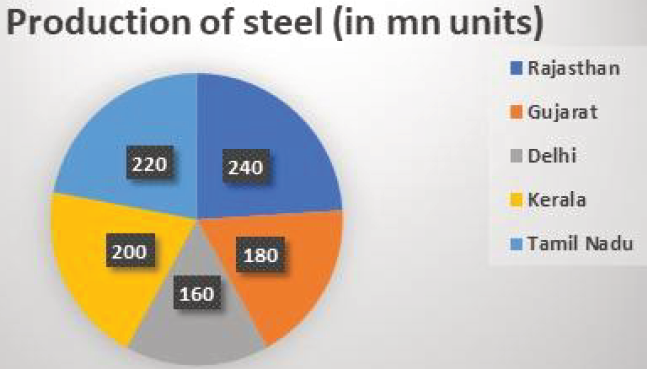 Production of steel (in mn units)
Rajasthan
Gujarat
Delhi
Kerala
Tamil Nadu
220
240
200
180
160